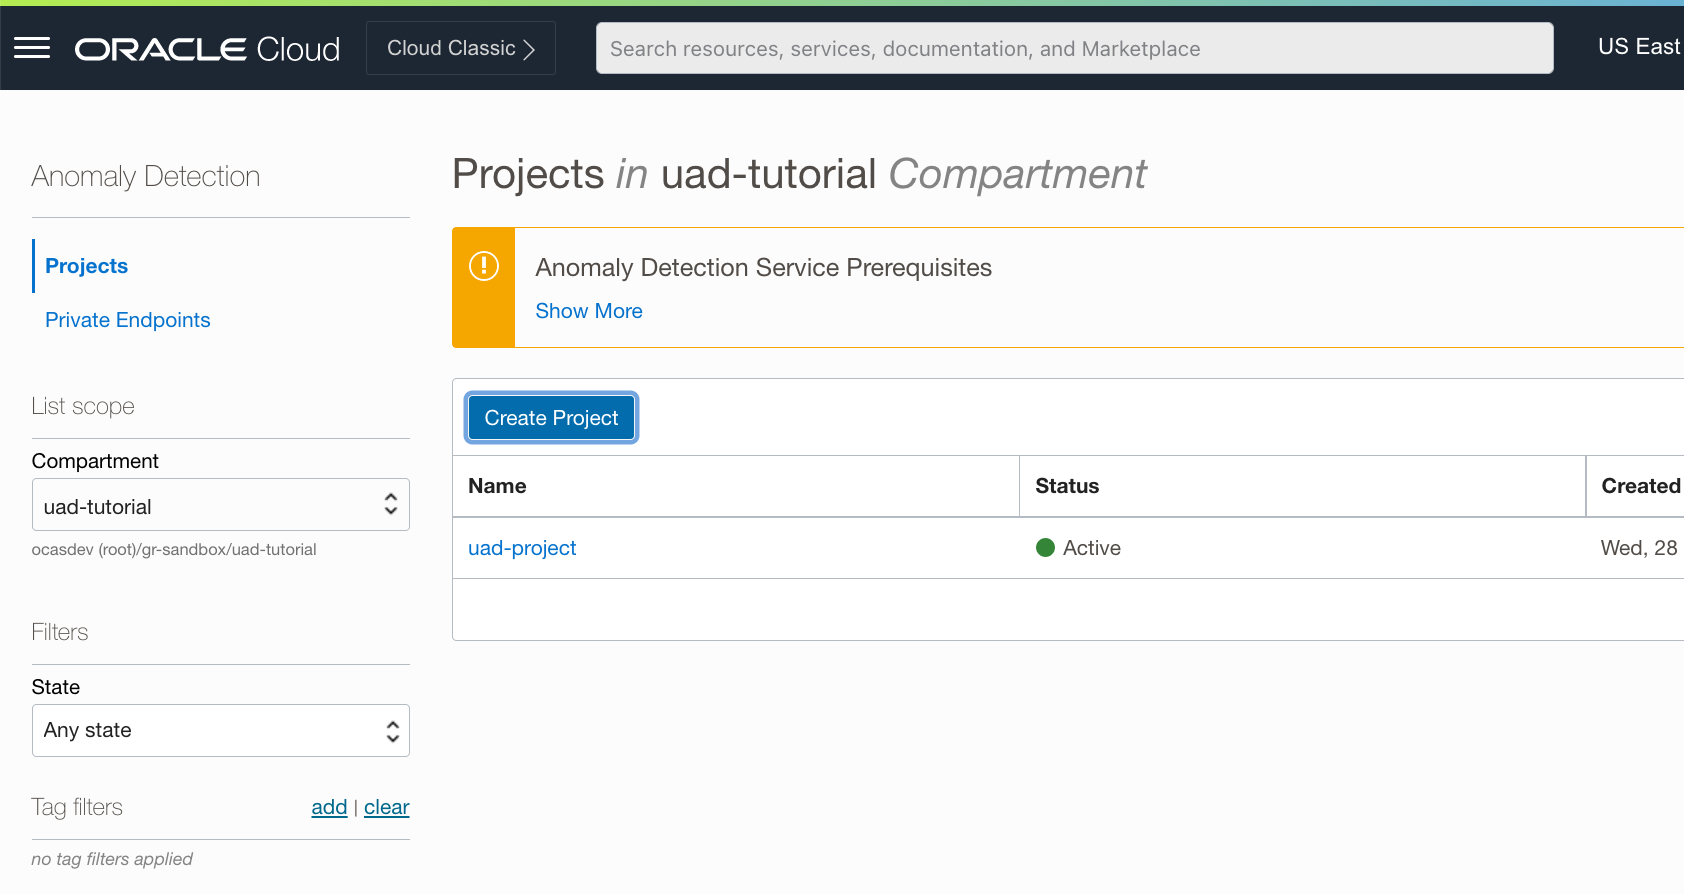 ORACLE Cloud
Cloud Classic
Search resources, services, documentation, and Marketplace
US East
Anomaly Detection
Projects
Private Endpoints
List scope
Compartment
uad-tutorial
ocasdev (root)/gr-sandbox/uad-tutorial
Filters
State
Any state
Tag filters add | clear
no tag filters applied
Projects in uad-tutorial Compartment
Anomaly Detection Service Prerequisites
Show More
Create Project
Name Status Created
uad-project Active Wed, 28